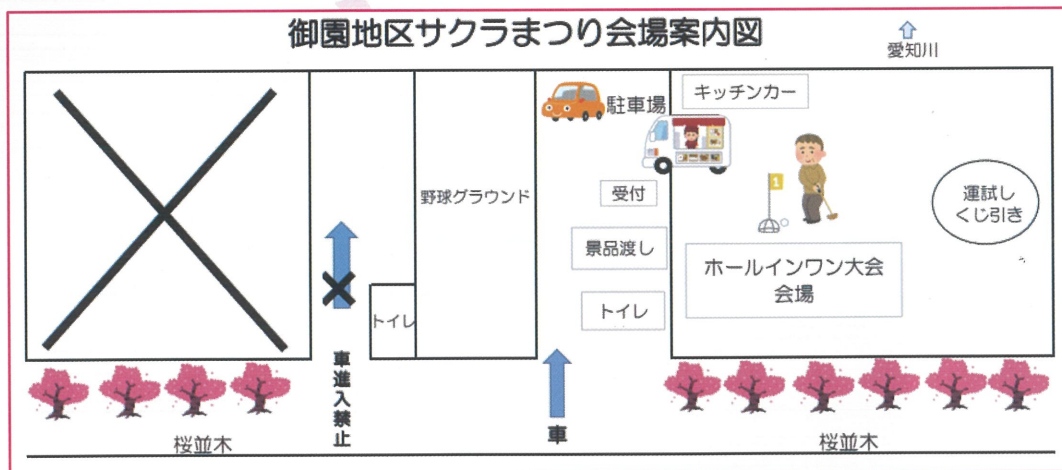 御園地区サクラまつり会場案内図
愛知川
駐車場
キッチンカー
野球グラウンド
受付
1
運試し
くじ引き
景品渡し
ホールインワン大会
会場
トイレ
トイレ
車進入禁止
車
桜並木
桜並木